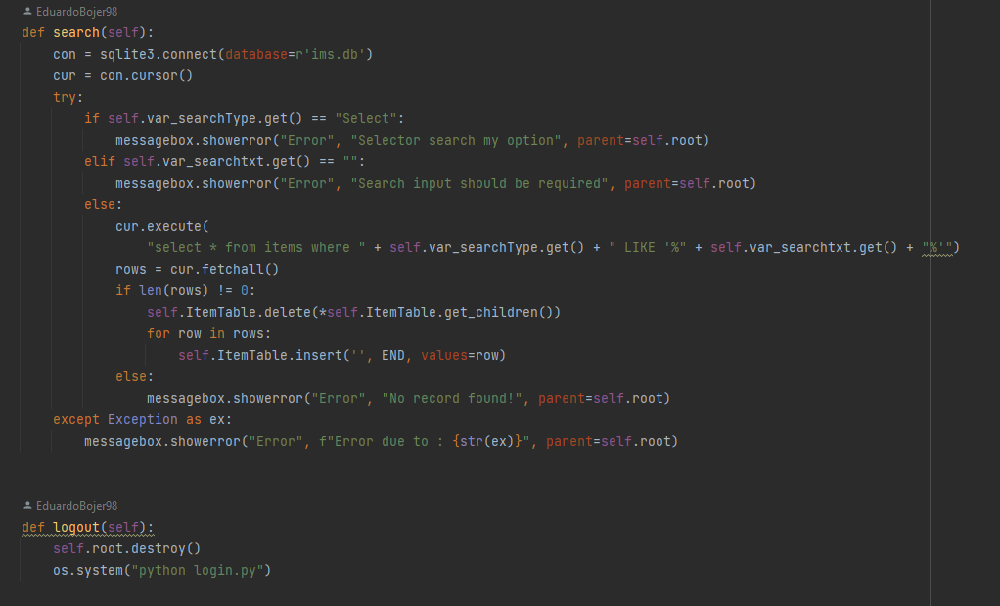 EduardoBojer98
def search(self):
    con = sqlite3.connect(database=r'ims.db')
    cur = con.cursor()
    try:
        if self.var_searchType.get() == "Select":
            messagebox.showerror("Error", "Selector search my option", parent=self.root)
        elif self.var_searchtxt.get() == "":
            messagebox.showerror("Error", "Search input should be required", parent=self.root)
        else:
            cur.execute(
                "select * from items where " + self.var_searchType.get() + " LIKE '%" + self.var_searchtxt.get() + "%'")
            rows = cur.fetchall()
            if len(rows) != 0:
                self.ItemTable.delete(*self.ItemTable.get_children())
                for row in rows:
                    self.ItemTable.insert('', END, values=row)
            else:
                messagebox.showerror("Error", "No record found!", parent=self.root)
    except Exception as ex:
        messagebox.showerror("Error", f"Error due to : {str(ex)}", parent=self.root)
EduardoBojer98
def logout(self):
    self.root.destroy()
    os.system("python login.py")